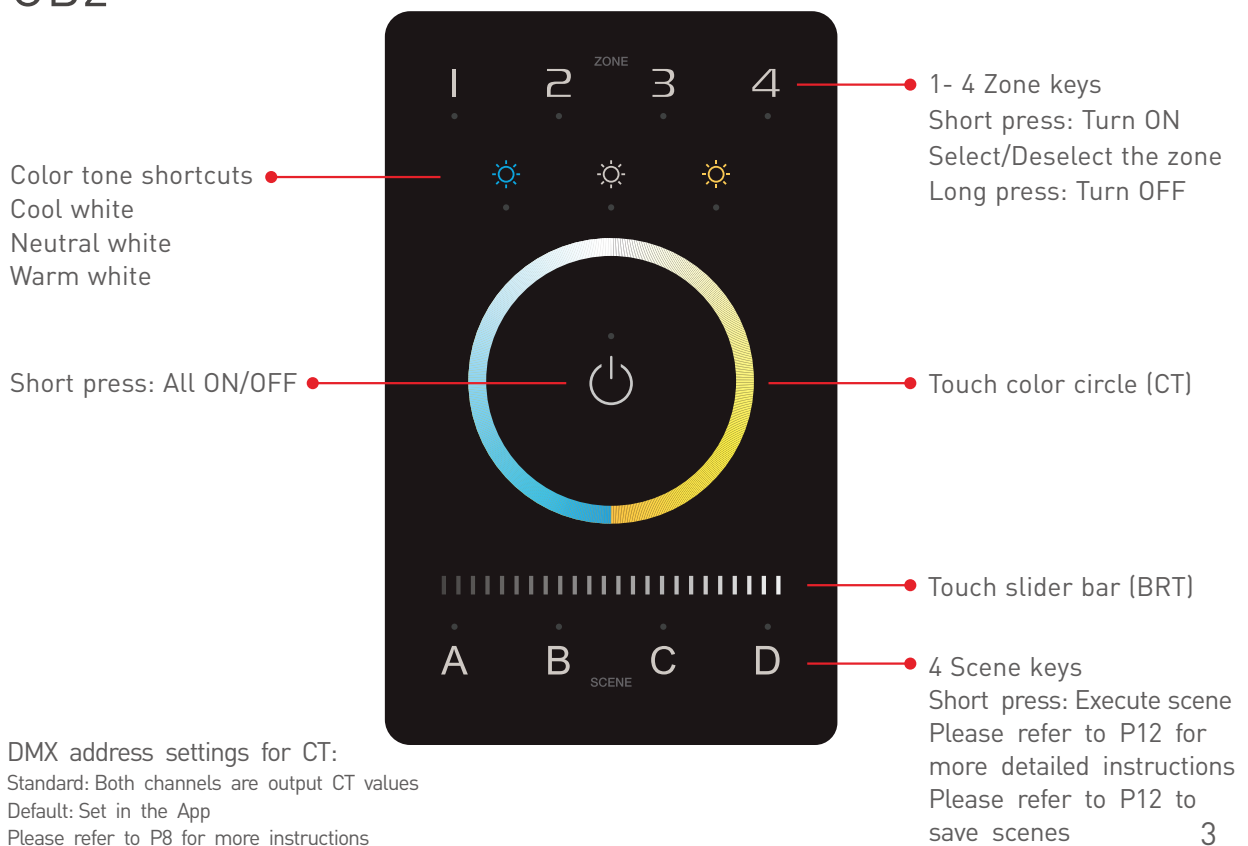 ZONE
1 2 3 4
1- 4 Zone keys
Short press: Turn ON
Select/Deselect the zone
Long press: Turn OFF
Color tone shortcuts
Cool white
Neutral white
Warm white
Short press: All ON/OFF
Touch color circle (CT)
Touch slider bar (BRT)
A B C D
SCENE
4 Scene keys
Short press: Execute scene
Please refer to P12 for
more detailed instructions
Please refer to P12 to
save scenes
DMX address settings for CT:
Standard: Both channels are output CT values
Default: Set in the App
Please refer to P8 for more instructions
3